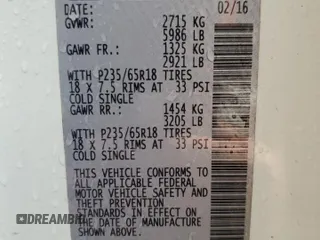 DATE: 02/16
GVWR: 2715 KG
5986 LB
GAWR FR.: 1325 KG
2921 LB
WITH P235/65R18 TIRES
18 X 7.5 RIMS AT 33 PSI
COLD SINGLE
GAWR RR.: 1454 KG
3205 LB
WITH P235/65R18 TIRES
18 X 7.5 RIMS AT 33 PSI
COLD SINGLE
THIS VEHICLE CONFORMS TO
ALL APPLICABLE FEDERAL
MOTOR VEHICLE SAFETY AND
THEFT PREVENTION
STANDARDS IN EFFECT ON
THE DATE OF MANUFACTURE
SHOWN ABOVE
DREAMBID